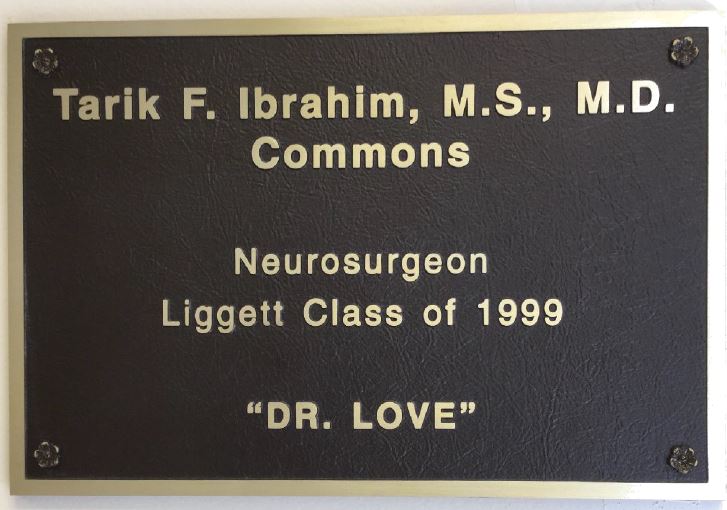 Tarik F. Ibrahim, M.S., M.D.
Commons
Neurosurgeon
Liggett Class of 1999
“DR. LOVE”